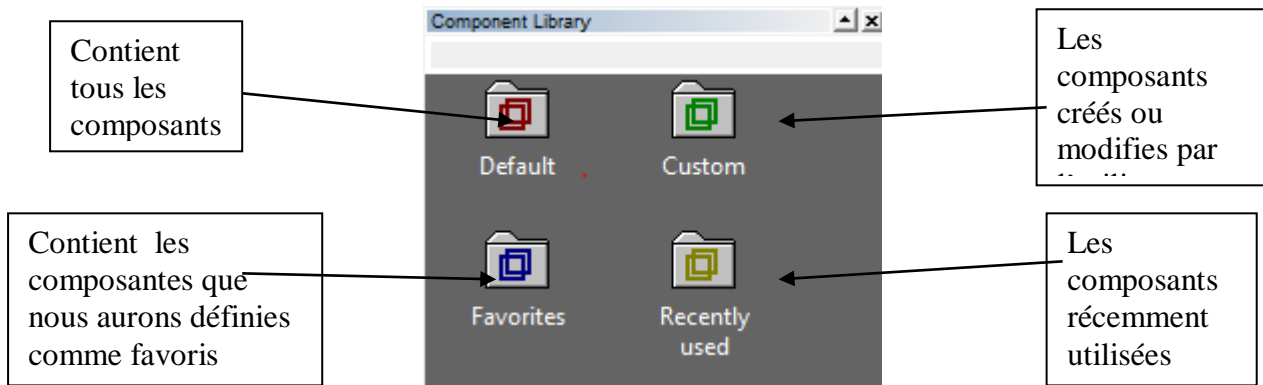 Component Library
Contient
tous les
composants
Les
composants
créés ou
modifies par
Default
Custom
Contient les
composantes que
nous aurons définies
comme favoris
Favorites
Recently
used
Les
composants
récemment
utilisées